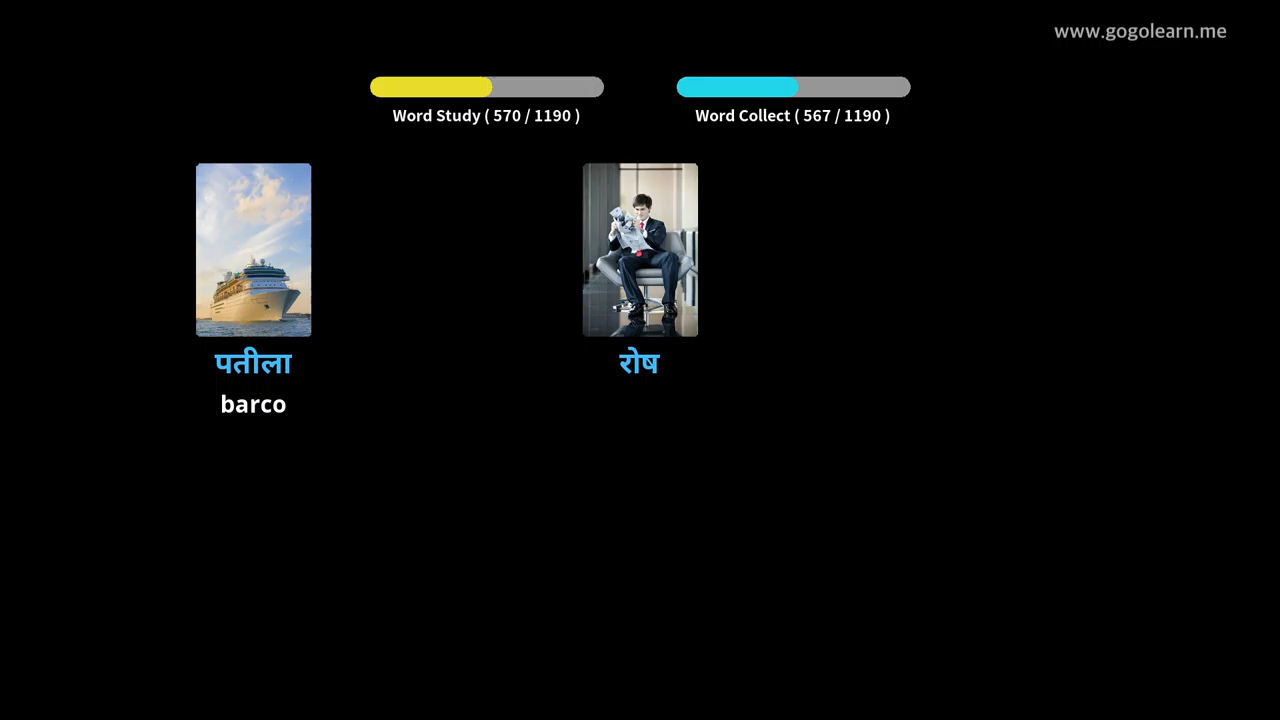 www.gogolearn.me
Word Study ( 570 / 1190 )
Word Collect ( 567 / 1190 )
पतीला
रोष
barco